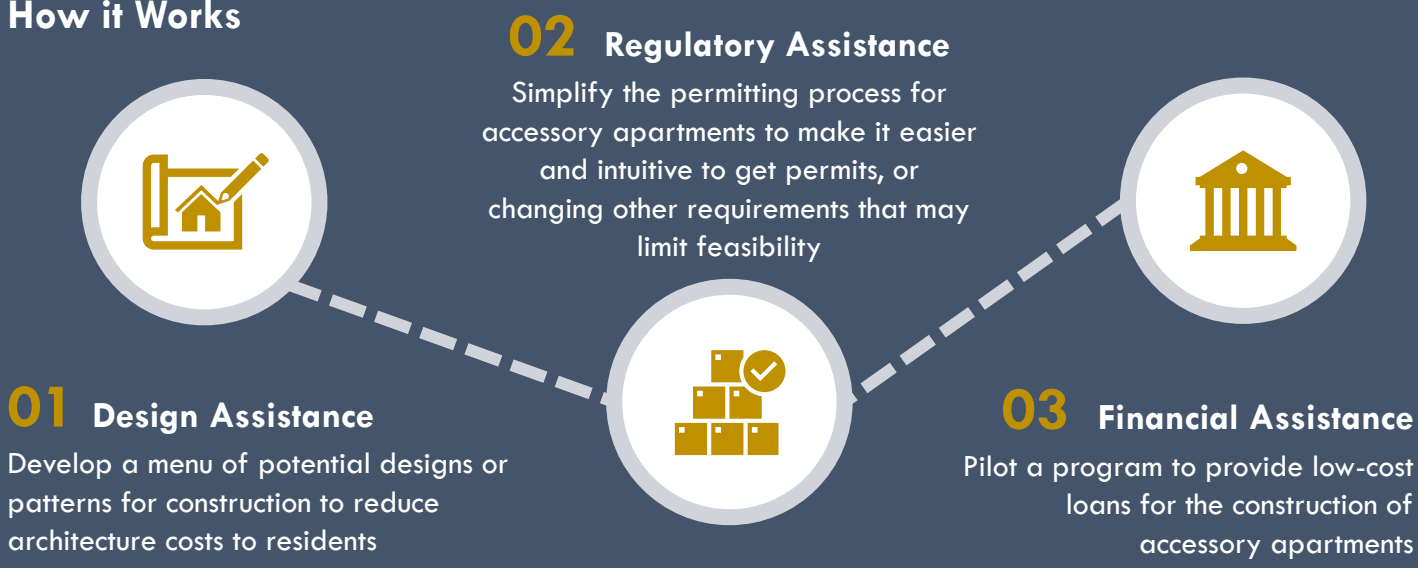 How it Works
01 Design Assistance
Develop a menu of potential designs or
patterns for construction to reduce
architecture costs to residents
02 Regulatory Assistance
Simplify the permitting process for
accessory apartments to make it easier
and intuitive to get permits, or
changing other requirements that may
limit feasibility
03 Financial Assistance
Pilot a program to provide low-cost
loans for the construction of
accessory apartments